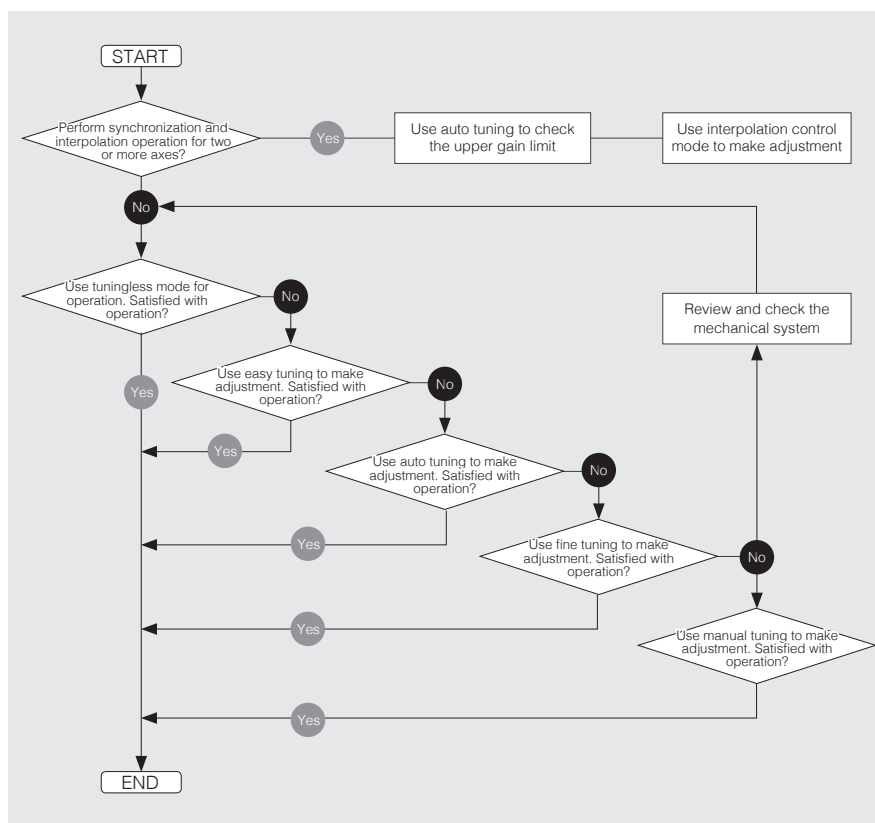 START
Perform synchronization and
interpolation operation for two
or more axes?
Yes
Use auto tuning to check
the upper gain limit
Use interpolation control
mode to make adjustment
No
Use tuningless mode for
operation. Satisfied with
operation?
No
Review and check the
mechanical system
Yes
Use easy tuning to make
adjustment. Satisfied with
operation?
No
Yes
Use auto tuning to make
adjustment. Satisfied with
operation?
No
Yes
Use fine tuning to make
adjustment. Satisfied with
operation?
No
Yes
Use manual tuning to make
adjustment. Satisfied with
operation?
Yes
END